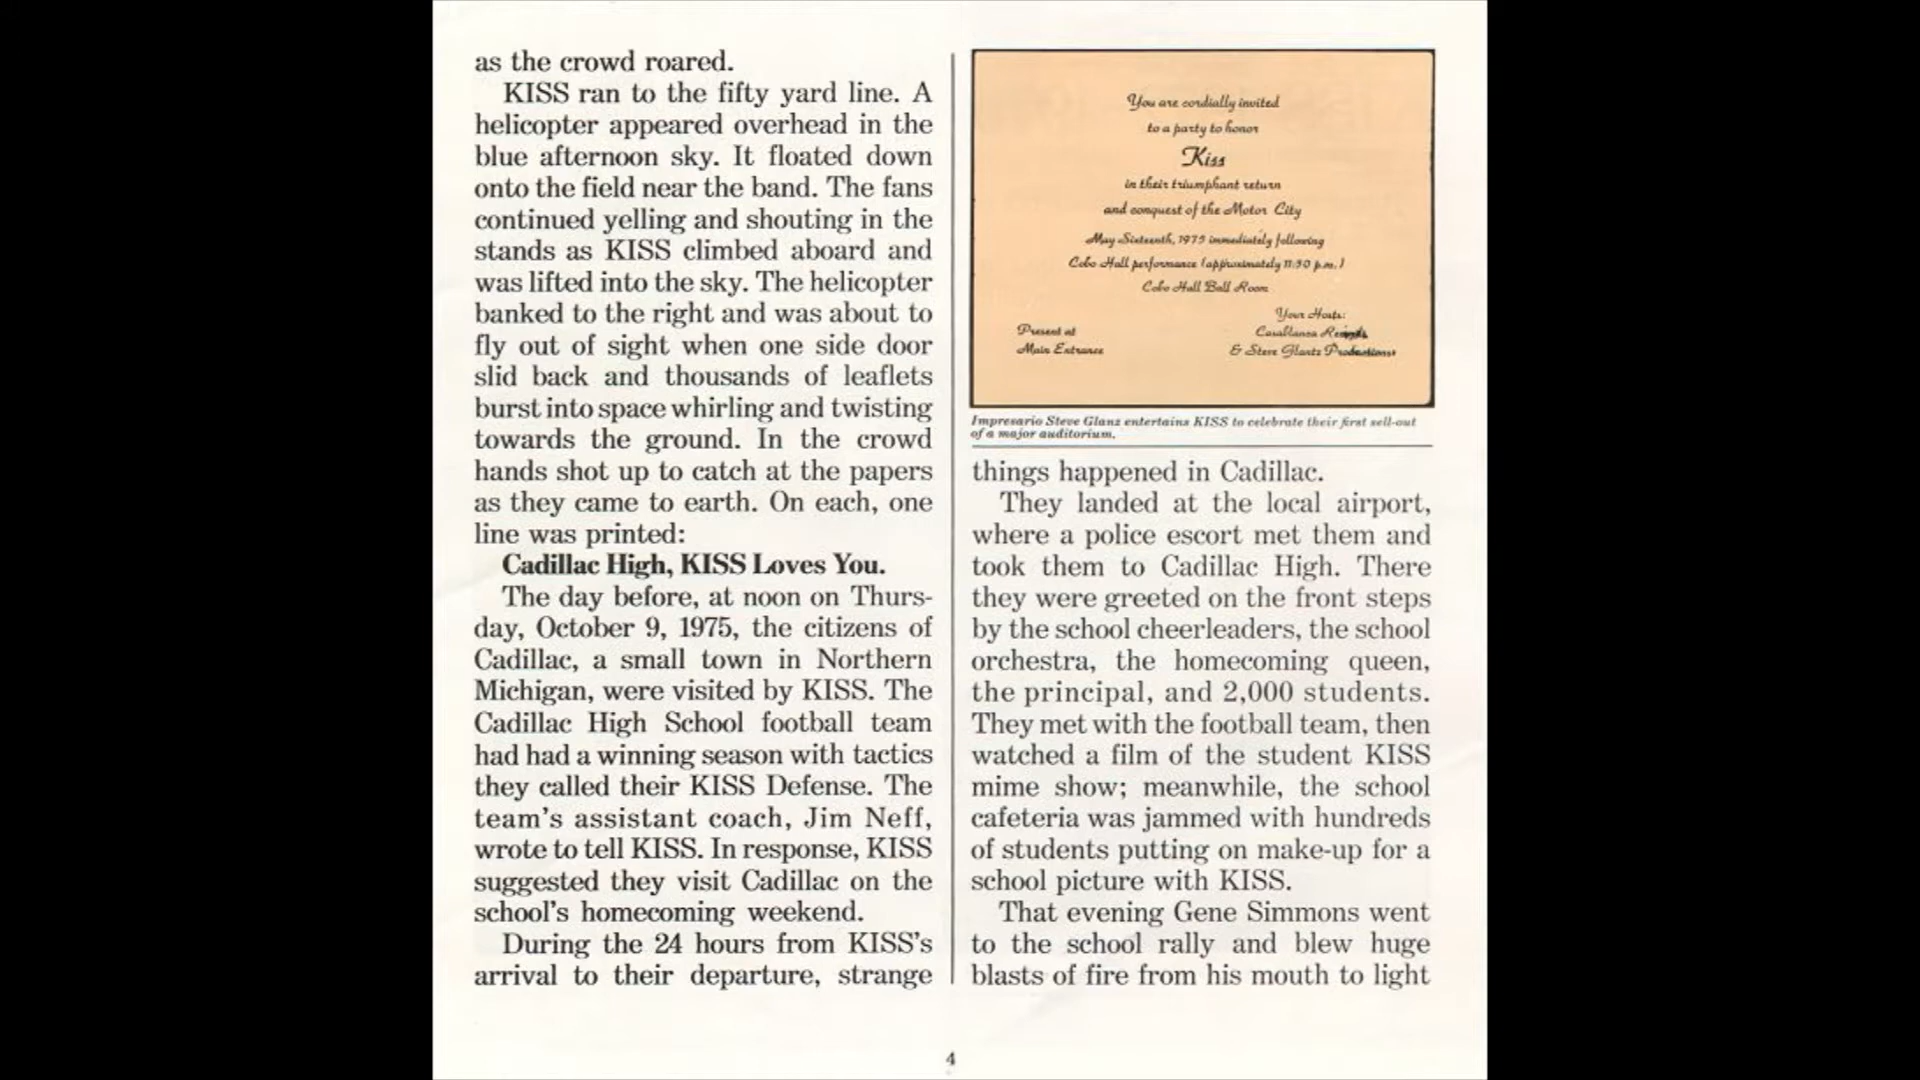 as the crowd roared.
KISS ran to the fifty yard line. A
helicopter appeared overhead in the
blue afternoon sky. It floated down
onto the field near the band. The fans
continued yelling and shouting in the
stands as KISS climbed aboard and
was lifted into the sky. The helicopter
banked to the right and was about to
fly out of sight when one side door
slid back and thousands of leaflets
burst into space whirling and twisting
towards the ground. In the crowd
hands shot up to catch at the papers
as they came to earth. On each, one
line was printed:
Cadillac High, KISS Loves You.
The day before, at noon on Thurs-
day, October 9, 1975, the citizens of
Cadillac, a small town in Northern
Michigan, were visited by KISS. The
Cadillac High School football team
had had a winning season with tactics
they called their KISS Defense. The
team's assistant coach, Jim Neff,
wrote to tell KISS. In response, KISS
suggested they visit Cadillac on the
school's homecoming weekend.
During the 24 hours from KISS's
arrival to their departure, strange
You are cordially invited
to a party to honor
Kiss
in their triumphant return
and conquest of the Motor City
May Sixteenth, 1975 immediately following
Cobo Hall performance (approximately 11:30 p.m.)
Cobo Hall Ball Room
Present at
Main Entrance
Your Hosts:
Casablanca Records
& Steve Glantz Productions
Impresario Steve Glanz entertains KISS to celebrate their first sell-out
of a major auditorium.
things happened in Cadillac.
They landed at the local airport,
where a police escort met them and
took them to Cadillac High. There
they were greeted on the front steps
by the school cheerleaders, the school
orchestra, the homecoming queen,
the principal, and 2,000 students.
They met with the football team, then
watched a film of the student KISS
mime show; meanwhile, the school
cafeteria was jammed with hundreds
of students putting on make-up for a
school picture with KISS.
That evening Gene Simmons went
to the school rally and blew huge
blasts of fire from his mouth to light
4